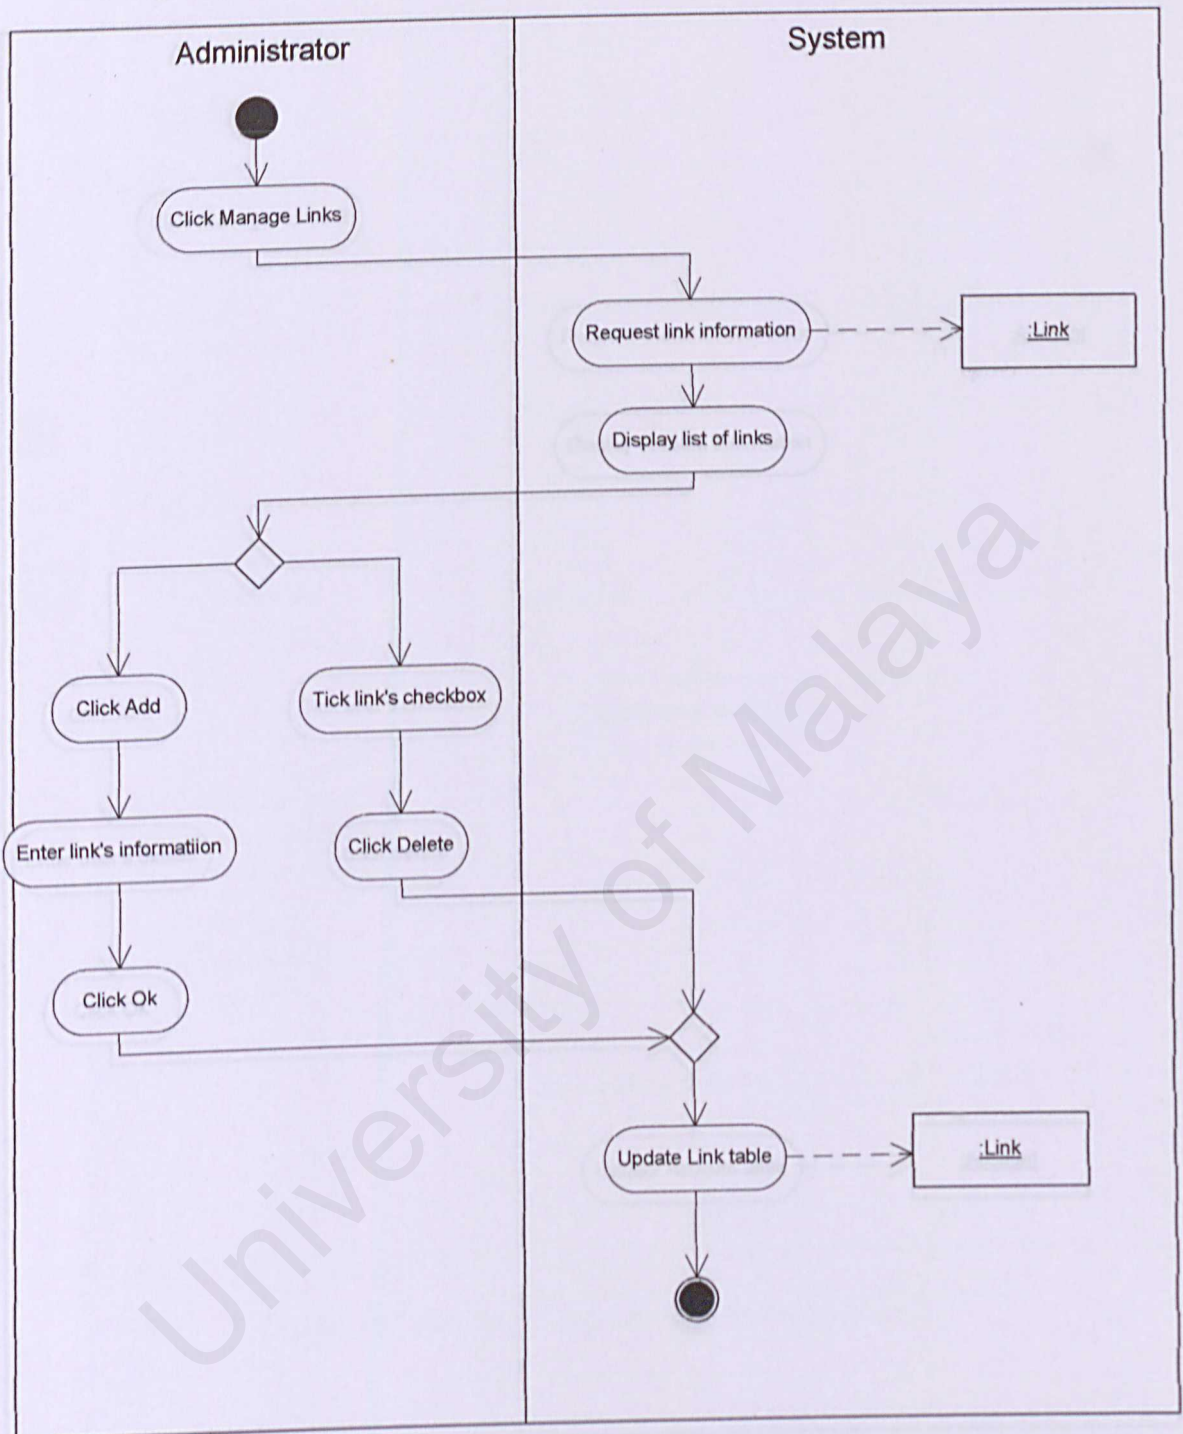 Administrator
System
Click Manage Links
Request link information
:Link
Display list of links
Click Add
Tick link's checkbox
Enter link's informatiion
Click Delete
Click Ok
Update Link table
:Link
University of Malaya